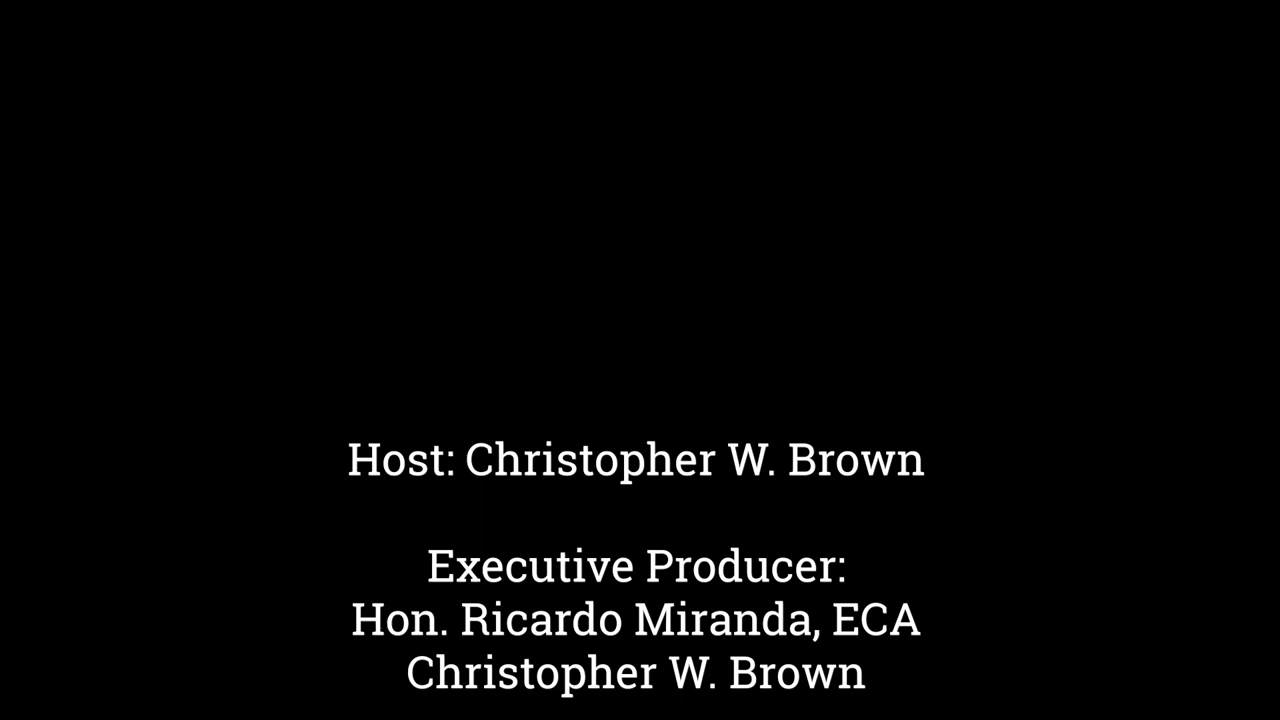 Host: Christopher W. Brown
Executive Producer:
Hon. Ricardo Miranda, ECA
Christopher W. Brown